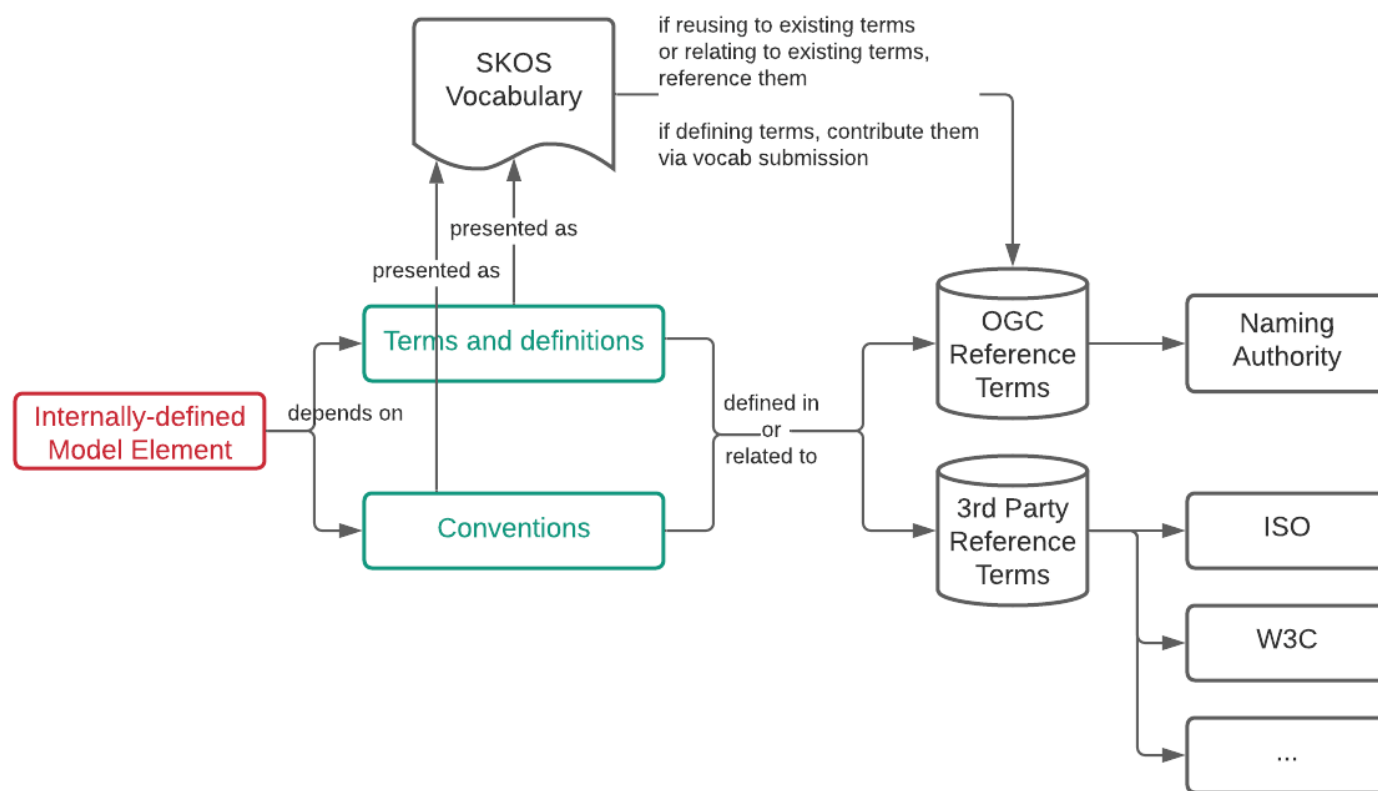 SKOS
Vocabulary
if reusing to existing terms
or relating to existing terms,
reference them
if defining terms, contribute them
via vocab submission
presented as
presented as
Terms and definitions
Internally-defined
Model Element
depends on
Conventions
defined in
or
related to
OGC
Reference
Terms
Naming
Authority
3rd Party
Reference
Terms
ISO
W3C
...